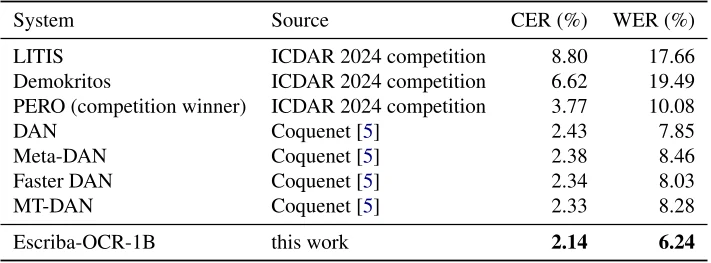 System Source CER (%) WER (%)
LITIS ICDAR 2024 competition 8.80 17.66
Demokritos ICDAR 2024 competition 6.62 19.49
PERO (competition winner) ICDAR 2024 competition 3.77 10.08
DAN Coquenet [5] 2.43 7.85
Meta-DAN Coquenet [5] 2.38 8.46
Faster DAN Coquenet [5] 2.34 8.03
MT-DAN Coquenet [5] 2.33 8.28
Escriba-OCR-1B this work 2.14 6.24